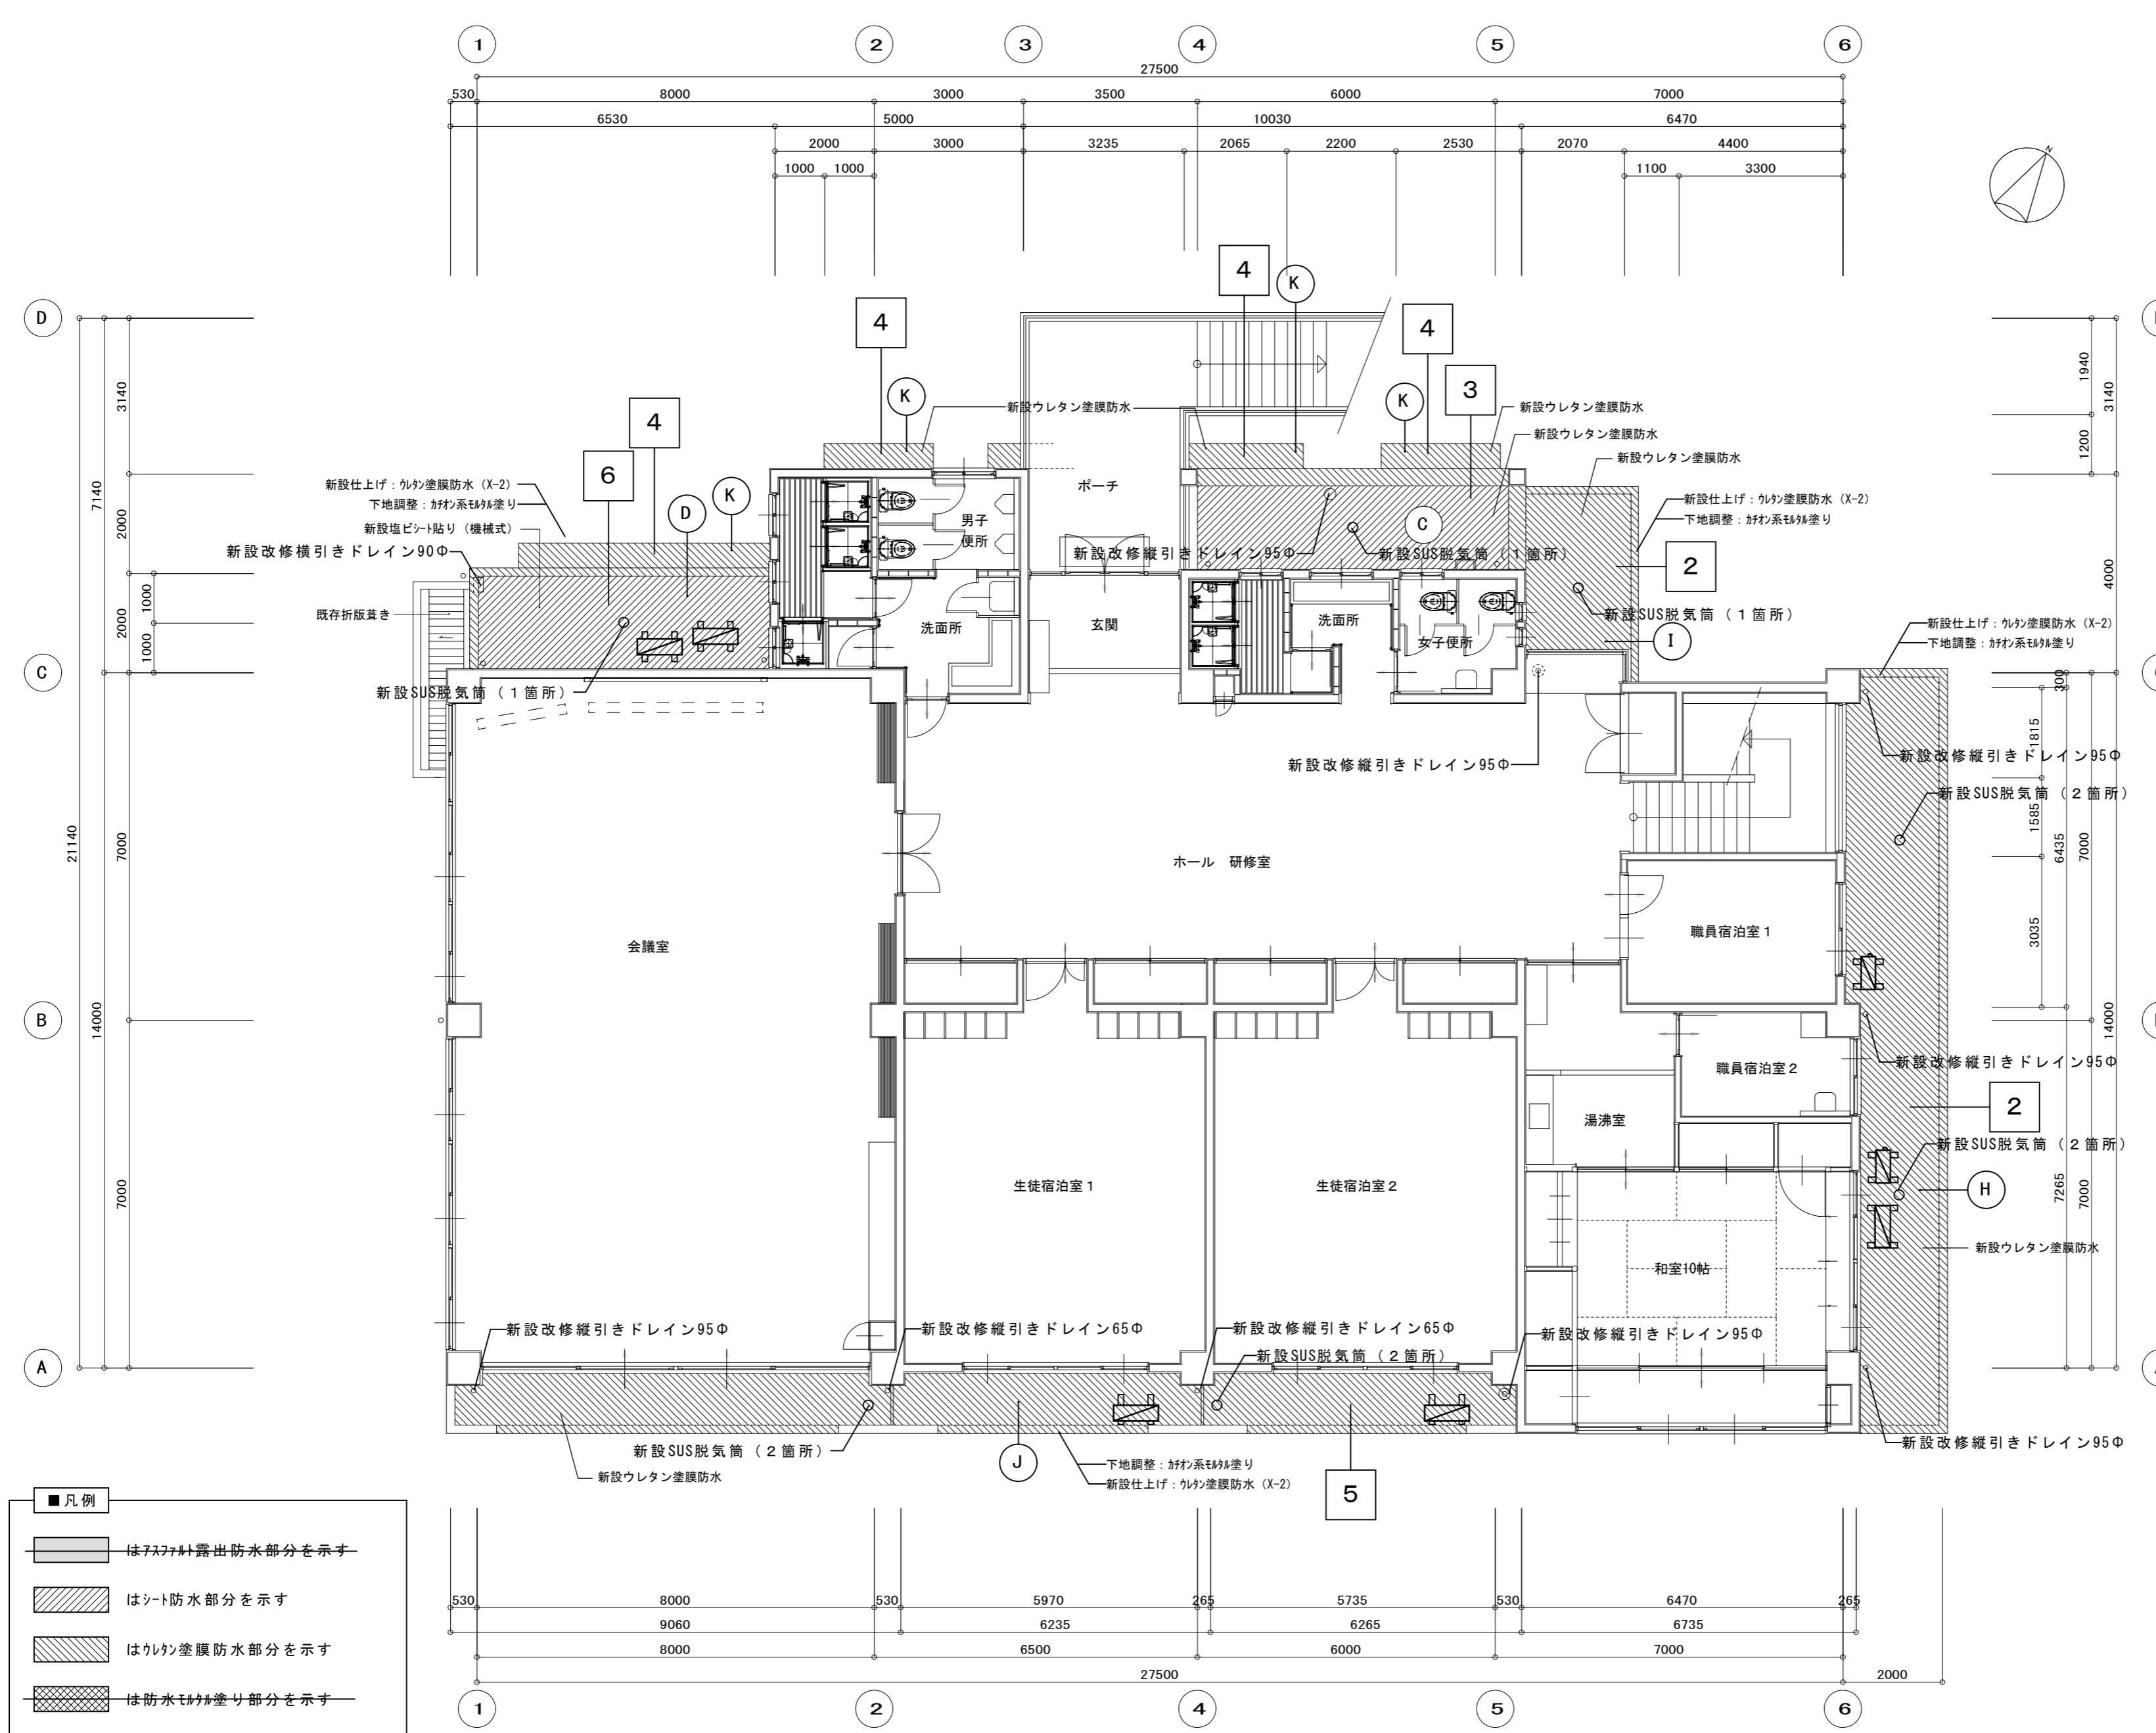 1 2 3 4 5 6
27500
530 8000 3000 3500 6000 7000
6530 5000 10030 6470
2000 3000 3235 2065 2200 2530 2070 4400
1000 1000 1100 3300
N
D
C
B
A
3140
2000
1000
1000
2000
7140
7000
7000
14000
21140
4
K
4
K
4
3
K
新設ウレタン塗膜防水
新設ウレタン塗膜防水
新設ウレタン塗膜防水
新設ウレタン塗膜防水
4
6
D
K
新設仕上げ：ウレタン塗膜防水（X-2）
下地調整：カチオン系モルタル塗り
新設塩ビシート貼り（機械式）
新設改修横引きドレイン90Φ
既存折版葺き
新設SUS脱気筒（１箇所）
男子
便所
洗面所
ポーチ
玄関
新設改修縦引きドレイン95Φ
C
新設SUS脱気筒（１箇所）
洗面所
女子便所
新設仕上げ：ウレタン塗膜防水（X-2）
下地調整：カチオン系モルタル塗り
2
新設SUS脱気筒（１箇所）
I
新設仕上げ：ウレタン塗膜防水（X-2）
下地調整：カチオン系モルタル塗り
新設改修縦引きドレイン95Φ
新設改修縦引きドレイン95Φ
新設SUS脱気筒（２箇所）
ホール　研修室
会議室
職員宿泊室１
職員宿泊室２
湯沸室
新設改修縦引きドレイン95Φ
2
新設SUS脱気筒（２箇所）
H
新設ウレタン塗膜防水
生徒宿泊室１
生徒宿泊室２
和室10帖
新設改修縦引きドレイン95Φ
新設改修縦引きドレイン65Φ
新設改修縦引きドレイン65Φ
新設改修縦引きドレイン95Φ
新設SUS脱気筒（２箇所）
新設改修縦引きドレイン95Φ
新設SUS脱気筒（２箇所）
新設ウレタン塗膜防水
J
下地調整：カチオン系モルタル塗り
新設仕上げ：ウレタン塗膜防水（X-2）
5
1940
1200
3140
4000
300
1815
1585
3035
6435
7265
7000
7000
14000
■凡例
はアスファルト露出防水部分を示す
はシート防水部分を示す
はウレタン塗膜防水部分を示す
は防水モルタル塗り部分を示す
530 8000 530 5970 265 5735 530 6470 265
9060 6235 6265 6735
8000 6500 6000 7000
27500 2000
1 2 4 5 6